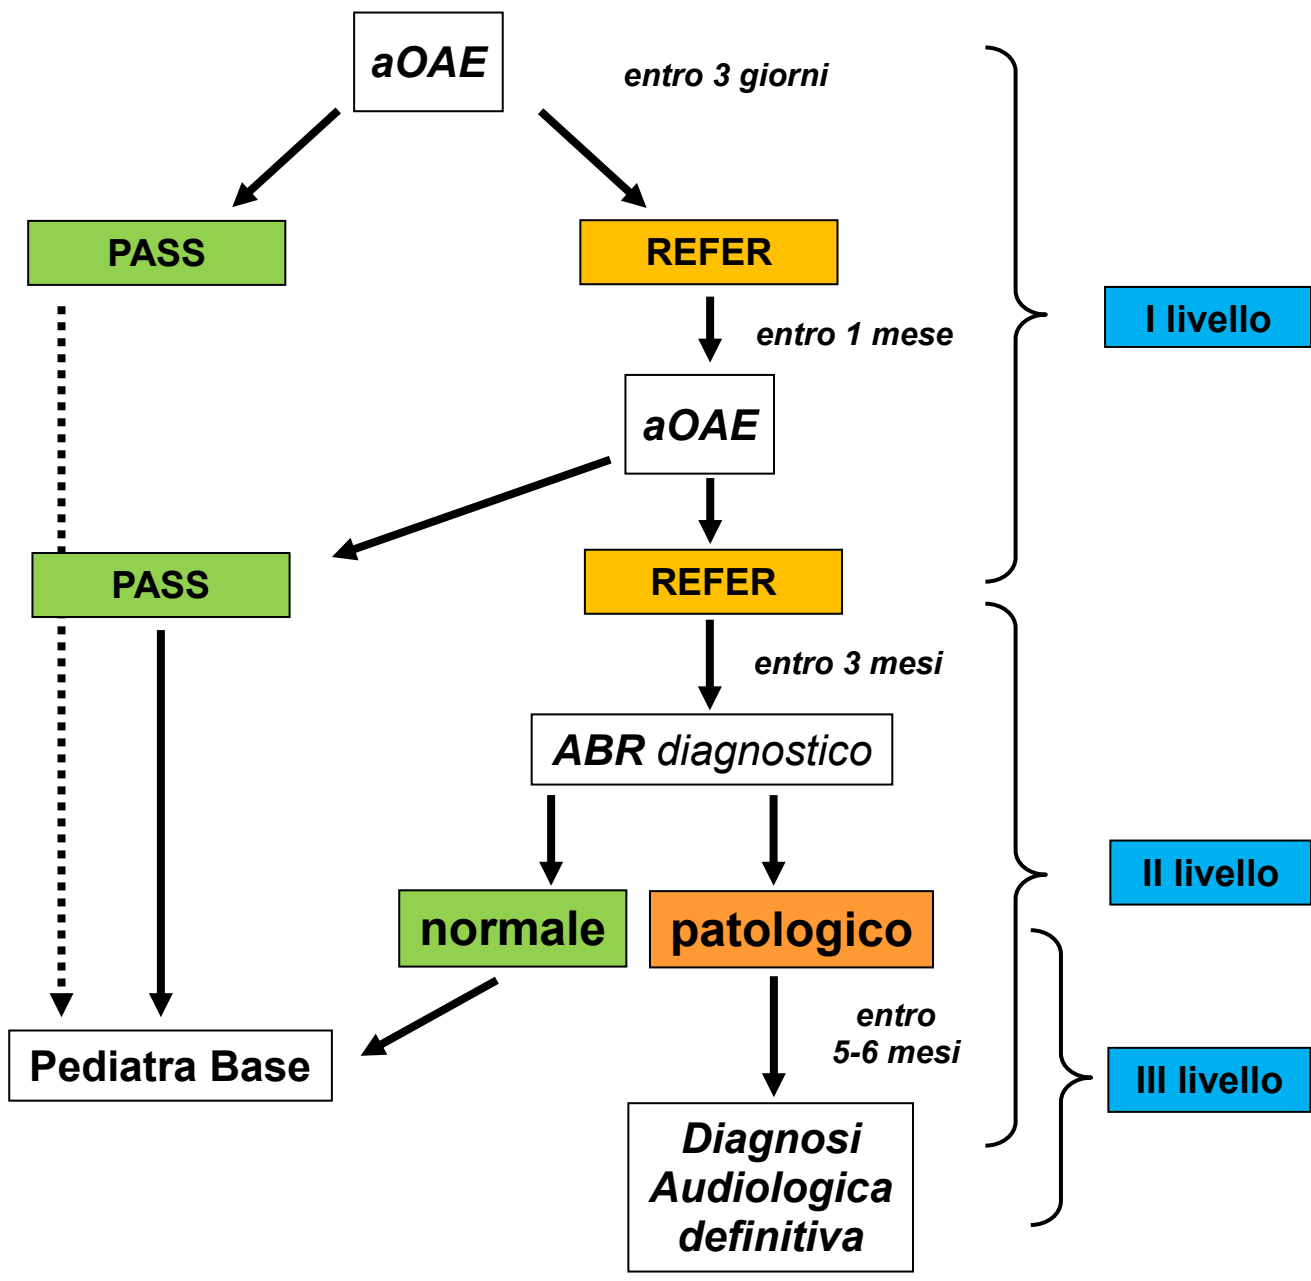 aOAE
entro 3 giorni
PASS
REFER
I livello
entro 1 mese
aOAE
PASS
REFER
entro 3 mesi
ABR diagnostico
II livello
normale
patologico
entro
5-6 mesi
Pediatra Base
III livello
Diagnosi
Audiologica
definitiva